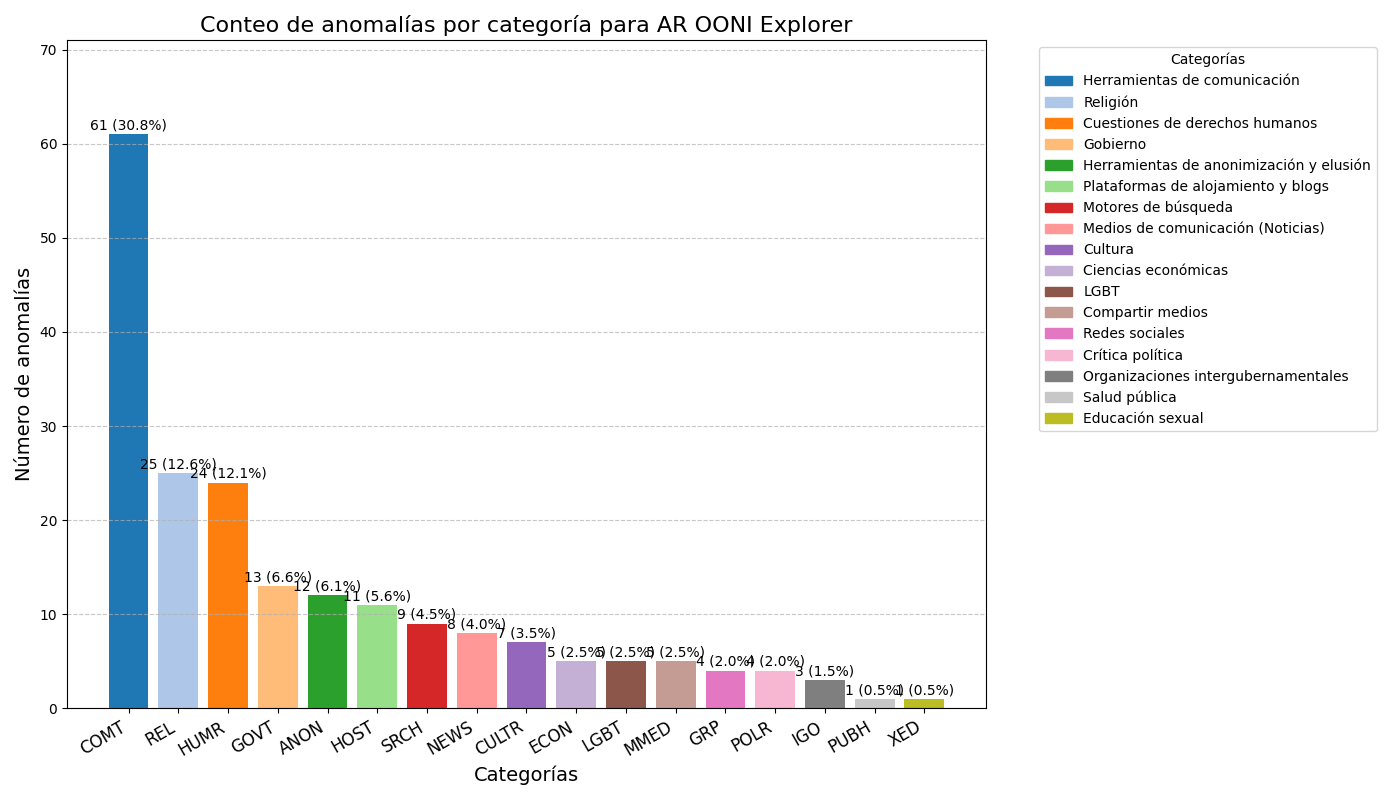 Conteo de anomalías por categoría para AR OONI Explorer
Número de anomalías
70
60
50
40
30
20
10
0
61 (30.8%)
25 (12.6%)
24 (12.1%)
13 (6.6%)
12 (6.1%)
11 (5.6%)
9 (4.5%)
8 (4.0%)
7 (3.5%)
5 (2.5%)
5 (2.5%)
5 (2.5%)
4 (2.0%)
4 (2.0%)
3 (1.5%)
1 (0.5%)
1 (0.5%)
COMT
REL
HUMR
GOVT
ANON
HOST
SRCH
NEWS
CULTR
ECON
LGBT
MMED
GRP
POLR
IGO
PUBH
XED
Categorías
Categorías
Herramientas de comunicación
Religión
Cuestiones de derechos humanos
Gobierno
Herramientas de anonimización y elusión
Plataformas de alojamiento y blogs
Motores de búsqueda
Medios de comunicación (Noticias)
Cultura
Ciencias económicas
LGBT
Compartir medios
Redes sociales
Crítica política
Organizaciones intergubernamentales
Salud pública
Educación sexual